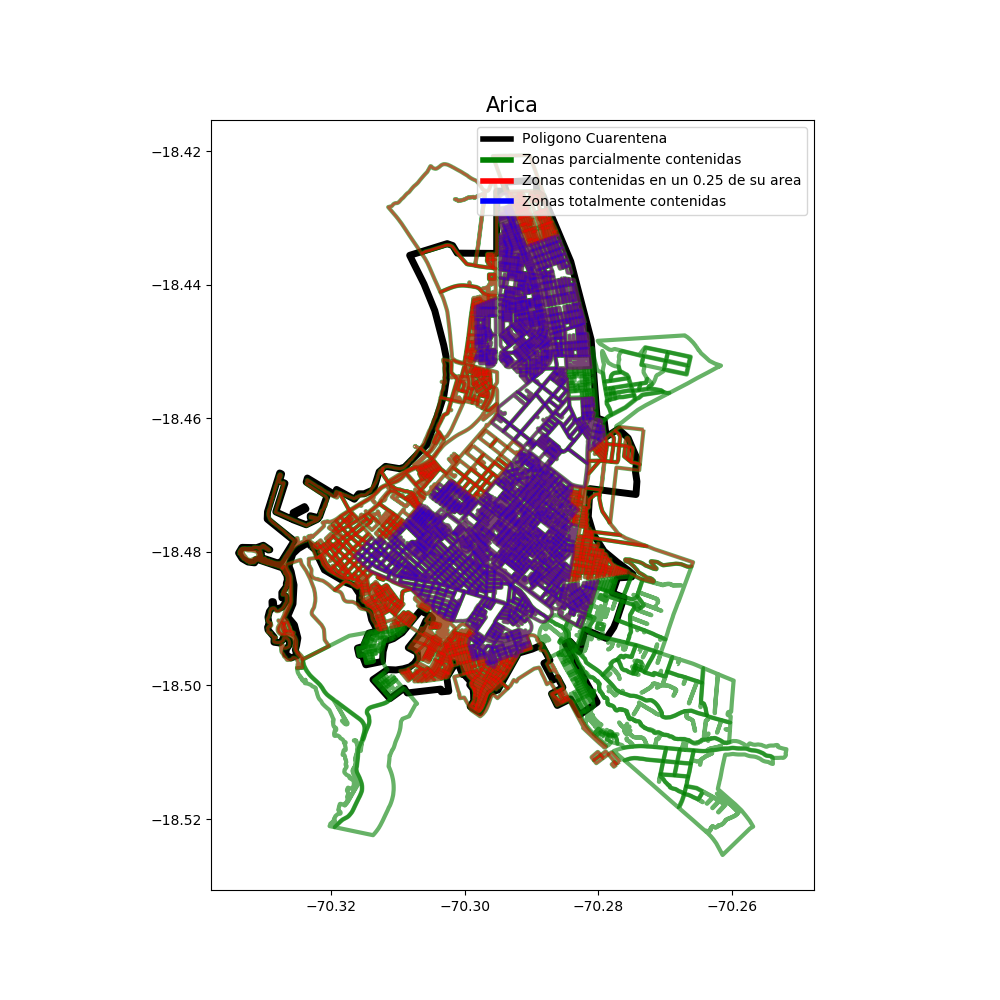 Arica
Poligono Cuarentena
Zonas parcialmente contenidas
Zonas contenidas en un 0.25 de su area
Zonas totalmente contenidas
−18.42
−18.44
−18.46
−18.48
−18.50
−18.52
−70.32 −70.30 −70.28 −70.26